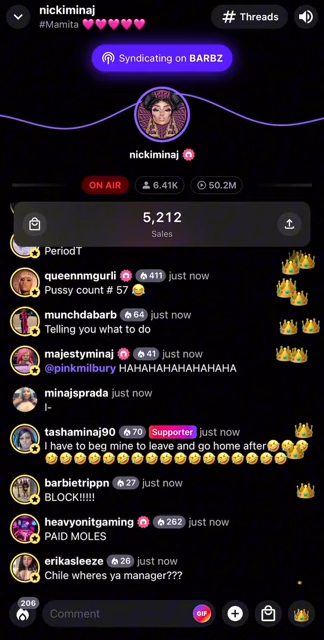 nickiminaj
#Mamita 💗💗💗💗💗
# Threads
Syndicating on BARBZ
nickiminaj
ON AIR 6.41K 50.2M
5,212
Sales
PeriodT
queennmgurli 411 just now
Pussy count # 57 😂
munchdabarb 64 just now
Telling you what to do
majestyminaj 41 just now
@pinkmilbury HAHAHAHAHAHAHAHA
minajsprada just now
I-
tashaminaj90 70 Supporter just now
I have to beg mine to leave and go home after🤣🤣🤣
🤣🤣🤣🤣🤣🤣🤣🤣🤣🤣🤣🤣🤣🤣🤣
barbietrippn 27 just now
BLOCK!!!!!
heavyonitgaming 262 just now
PAID MOLES
erikasleeze 26 just now
Chile wheres ya manager???
206
Comment
GIF